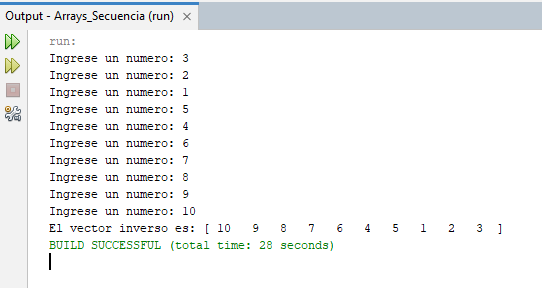 Output - Arrays_Secuencia (run) ×
run:
Ingrese un numero: 3
Ingrese un numero: 2
Ingrese un numero: 1
Ingrese un numero: 5
Ingrese un numero: 4
Ingrese un numero: 6
Ingrese un numero: 7
Ingrese un numero: 8
Ingrese un numero: 9
Ingrese un numero: 10
El vector inverso es: [ 10  9  8  7  6  4  5  1  2  3  ]
BUILD SUCCESSFUL (total time: 28 seconds)